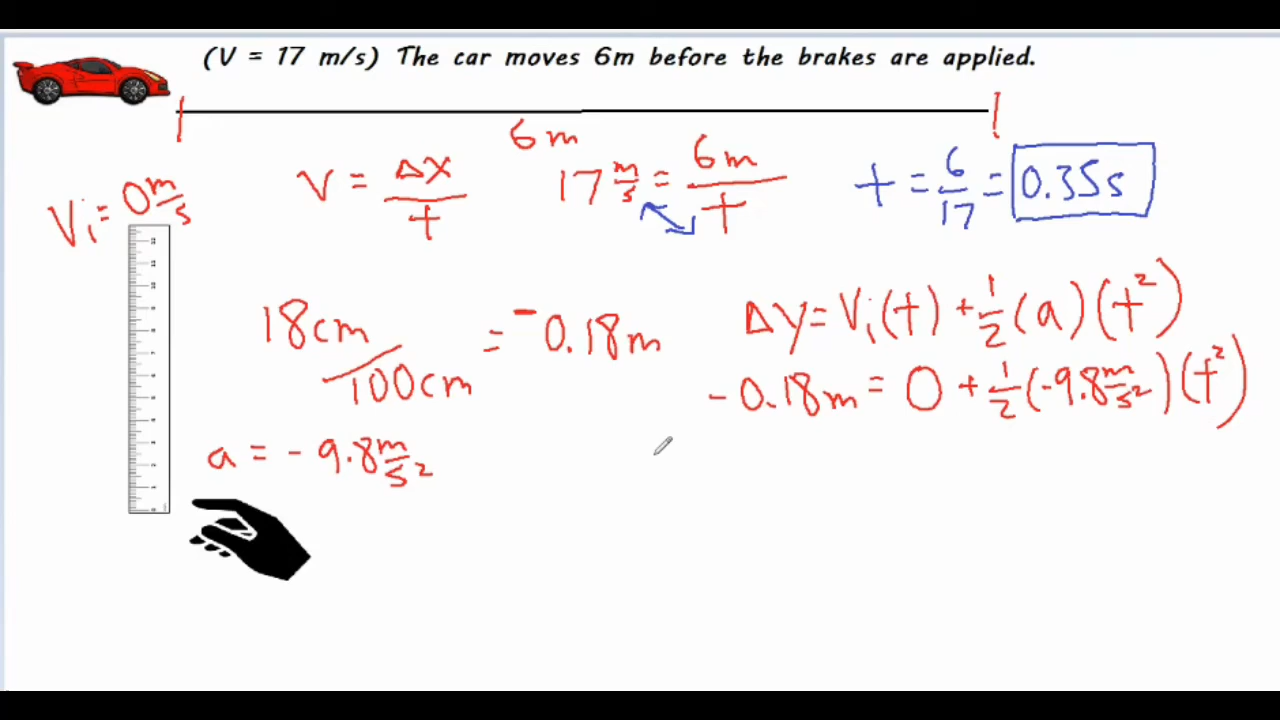 (V = 17 m/s) The car moves 6m before the brakes are applied.
6m
V = Δx/t
17 m/s = 6m/t
t = 6/17 = 0.35s
Vi = 0 m/s
18cm/100cm = -0.18m
Δy = Vi(t) + 1/2(a)(t²)
-0.18m = 0 + 1/2(-9.8 m/s²)(t²)
a = -9.8 m/s²